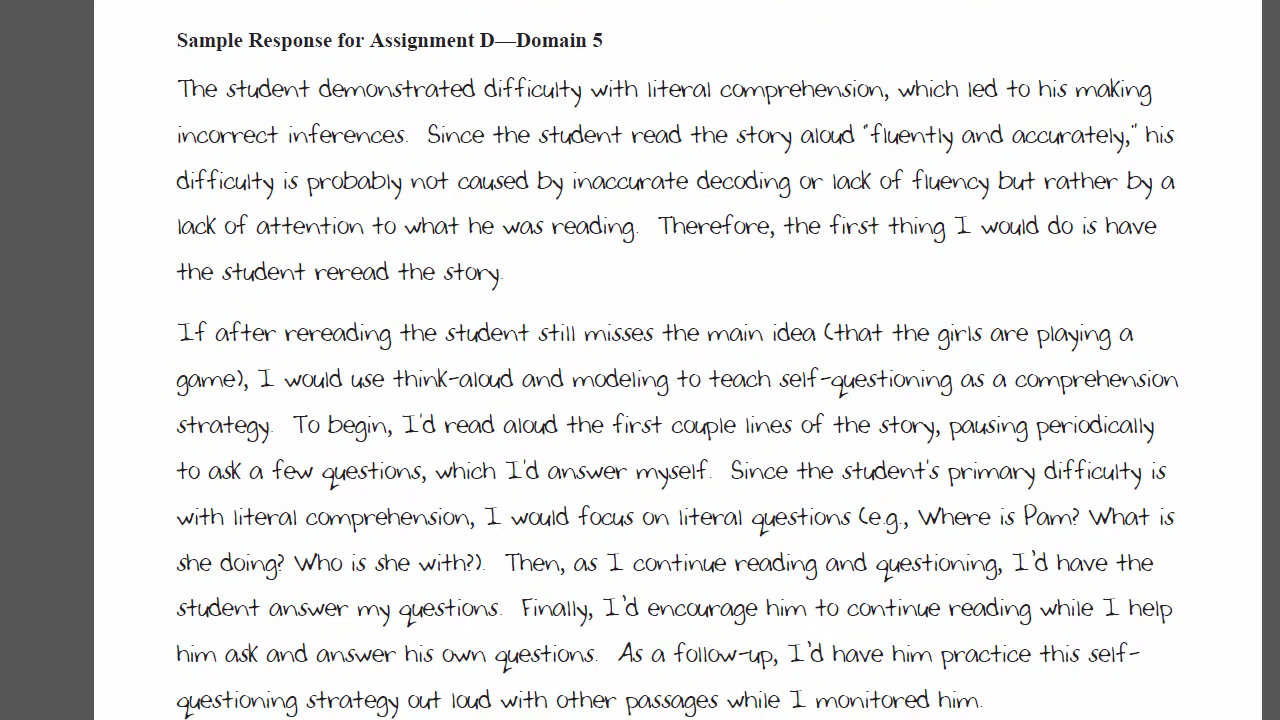 Sample Response for Assignment D—Domain 5
The student demonstrated difficulty with literal comprehension, which led to his making
incorrect inferences. Since the student read the story aloud "fluently and accurately," his
difficulty is probably not caused by inaccurate decoding or lack of fluency but rather by a
lack of attention to what he was reading. Therefore, the first thing I would do is have
the student reread the story.
If after rereading the student still misses the main idea (that the girls are playing a
game), I would use think-aloud and modeling to teach self-questioning as a comprehension
strategy. To begin, I'd read aloud the first couple lines of the story, pausing periodically
to ask a few questions, which I'd answer myself. Since the student's primary difficulty is
with literal comprehension, I would focus on literal questions (e.g., Where is Pam? What is
she doing? Who is she with?). Then, as I continue reading and questioning, I'd have the
student answer my questions. Finally, I'd encourage him to continue reading while I help
him ask and answer his own questions. As a follow-up, I'd have him practice this self-
questioning strategy out loud with other passages while I monitored him.